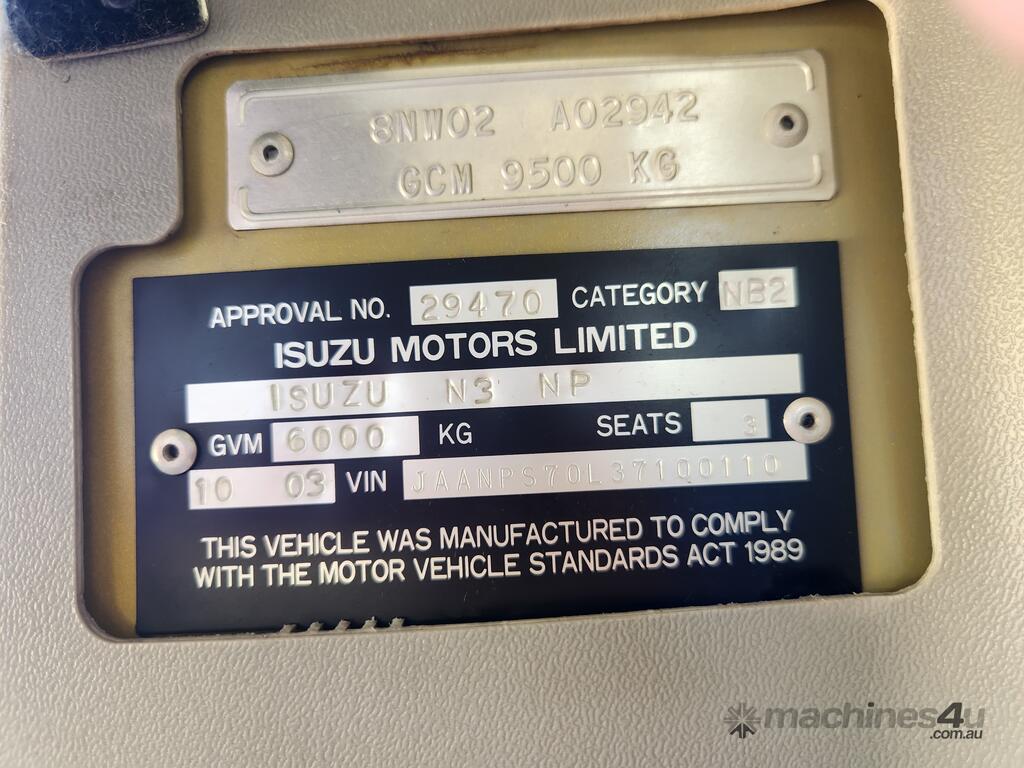 8NW02 A02942
GCM 9500 KG
APPROVAL NO. 29470 CATEGORY NB2
ISUZU MOTORS LIMITED
ISUZU N3 NP
GVM 6000 KG SEATS 3
10 03 VIN JAANPS70L37100110
THIS VEHICLE WAS MANUFACTURED TO COMPLY
WITH THE MOTOR VEHICLE STANDARDS ACT 1989
machines4u
.com.au